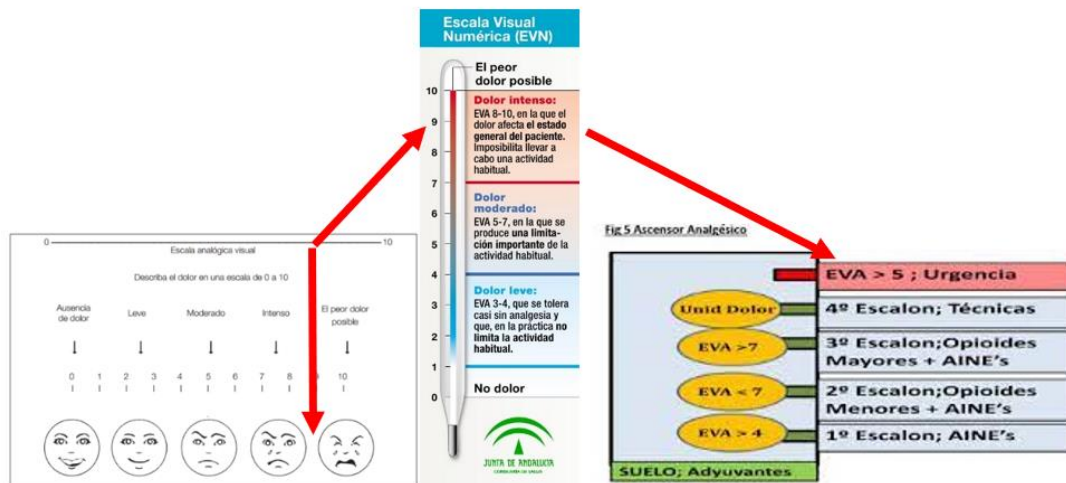 0 10
Escala analógica visual
Describa el dolor en una escala de 0 a 10
Ausencia
de dolor
Leve
Moderado
Intenso
El peor dolor
posible
0 1 2 3 4 5 6 7 8 10
Escala Visual
Numérica (EVN)
El peor
dolor posible
10
9
8
7
6
5
4
3
2
1
0
Dolor intenso:
EVA 8-10, en la que el
dolor afecta el estado
general del paciente.
Imposibilita llevar a
cabo una actividad
habitual.
Dolor
moderado:
EVA 5-7, en la que se
produce una limita-
ción importante de la
actividad habitual.
Dolor leve:
EVA 3-4, que se tolera
casi sin analgesia y
que, en la práctica no
limita la actividad
habitual.
No dolor
JUNTA DE ANDALUCIA
CONSEJERÍA DE SALUD
Fig 5 Ascensor Analgésico
EVA > 5 ; Urgencia
Unid Dolor
4º Escalon; Técnicas
EVA >7
3º Escalon;Opioides
Mayores + AINE's
EVA < 7
2º Escalon;Opioides
Menores + AINE's
EVA > 4
1º Escalon; AINE's
SUELO; Adyuvantes